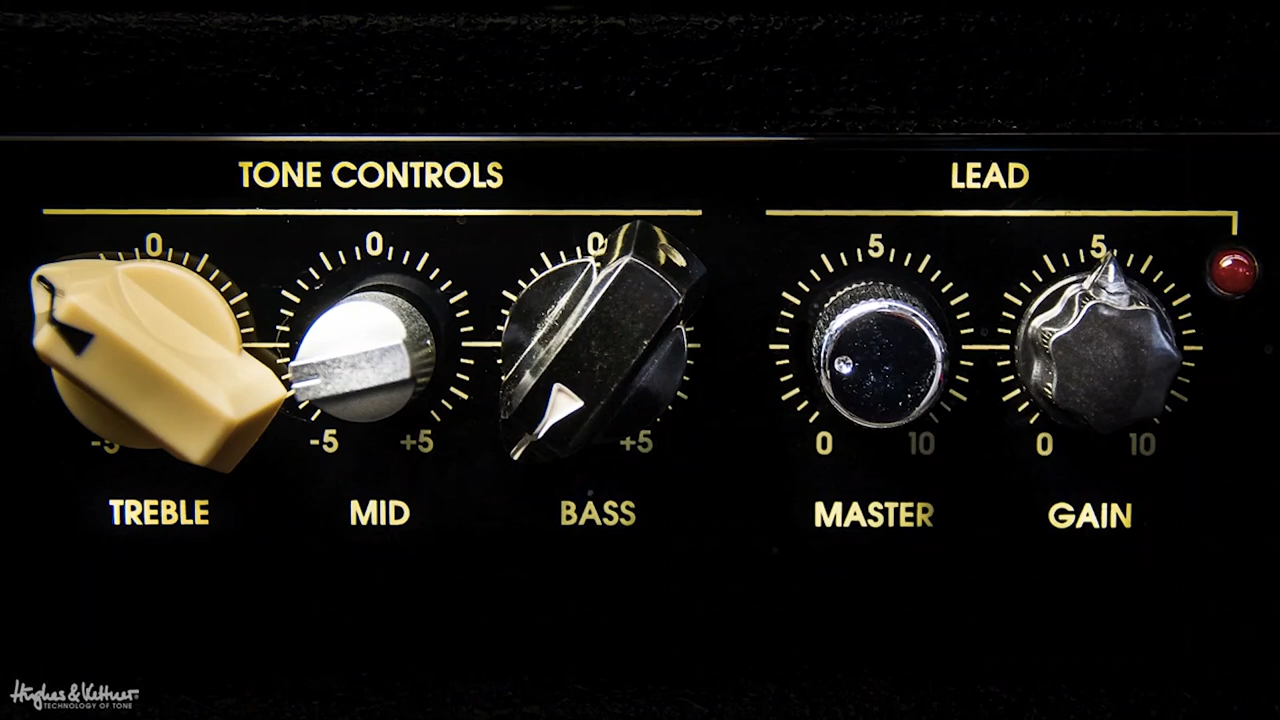 TONE CONTROLS
LEAD
0 0 0 5 5
-5 -5 +5 +5 0 10 0 10
TREBLE MID BASS MASTER GAIN
Hughes & Kettner
TECHNOLOGY OF TONE